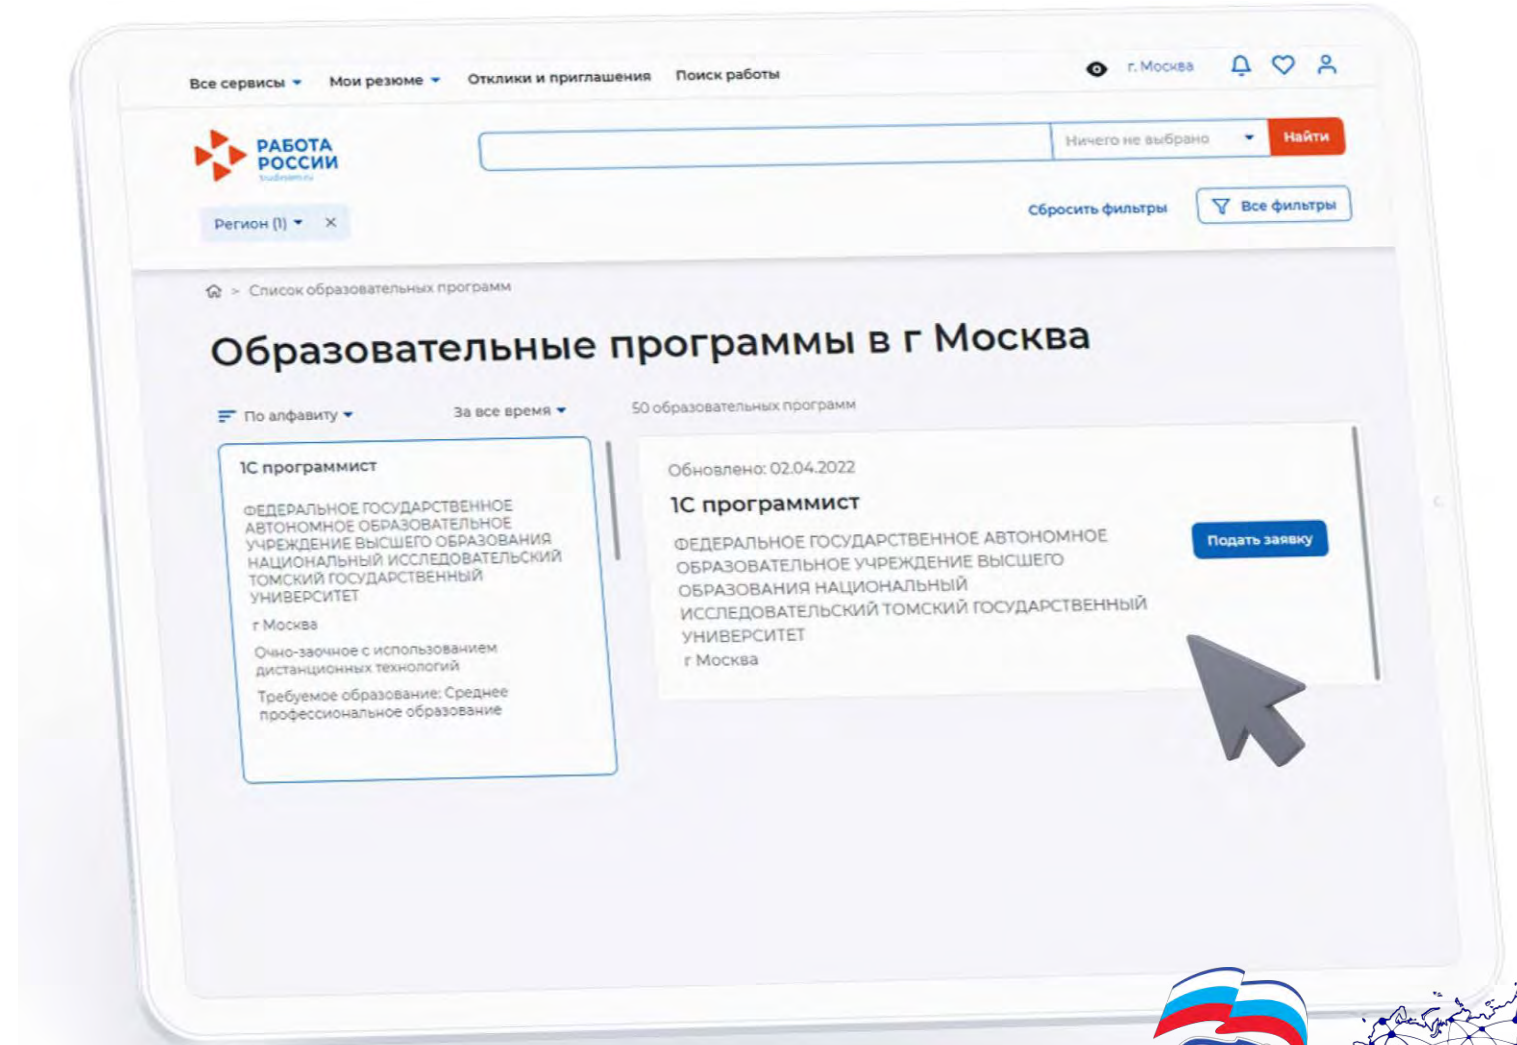 Все сервисы
Мои резюме
Отклики и приглашения
Поиск работы
г. Москва
РАБОТА
РОССИИ
trudvsem.ru
Ничего не выбрано
Найти
Регион (1)
Сбросить фильтры
Все фильтры
> Список образовательных программ
Образовательные программы в г Москва
По алфавиту
За все время
50 образовательных программ
1С программист
ФЕДЕРАЛЬНОЕ ГОСУДАРСТВЕННОЕ
АВТОНОМНОЕ ОБРАЗОВАТЕЛЬНОЕ
УЧРЕЖДЕНИЕ ВЫСШЕГО ОБРАЗОВАНИЯ
НАЦИОНАЛЬНЫЙ ИССЛЕДОВАТЕЛЬСКИЙ
ТОМСКИЙ ГОСУДАРСТВЕННЫЙ
УНИВЕРСИТЕТ
г Москва
Очно-заочное с использованием
дистанционных технологий
Требуемое образование: Среднее
профессиональное образование
Обновлено: 02.04.2022
1С программист
ФЕДЕРАЛЬНОЕ ГОСУДАРСТВЕННОЕ АВТОНОМНОЕ
ОБРАЗОВАТЕЛЬНОЕ УЧРЕЖДЕНИЕ ВЫСШЕГО
ОБРАЗОВАНИЯ НАЦИОНАЛЬНЫЙ
ИССЛЕДОВАТЕЛЬСКИЙ ТОМСКИЙ ГОСУДАРСТВЕННЫЙ
УНИВЕРСИТЕТ
г Москва
Подать заявку